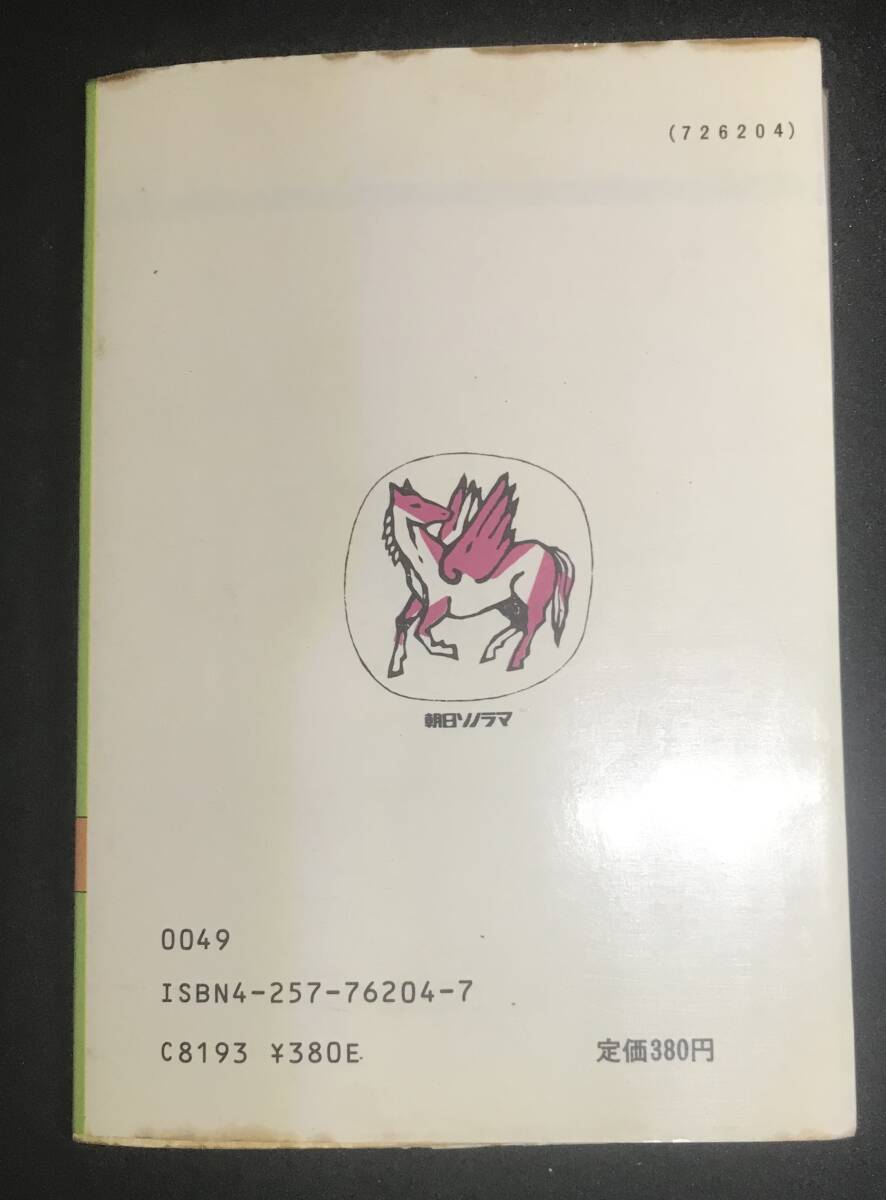 (726204)
朝日ソノラマ
0049
ISBN4-257-76204-7
C8193 ¥380E
定価380円